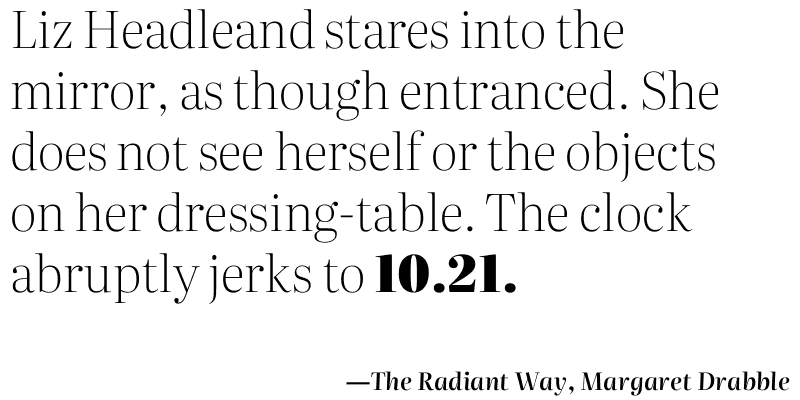 Liz Headleand stares into the
mirror, as though entranced. She
does not see herself or the objects
on her dressing-table. The clock
abruptly jerks to 10.21.
—The Radiant Way, Margaret Drabble